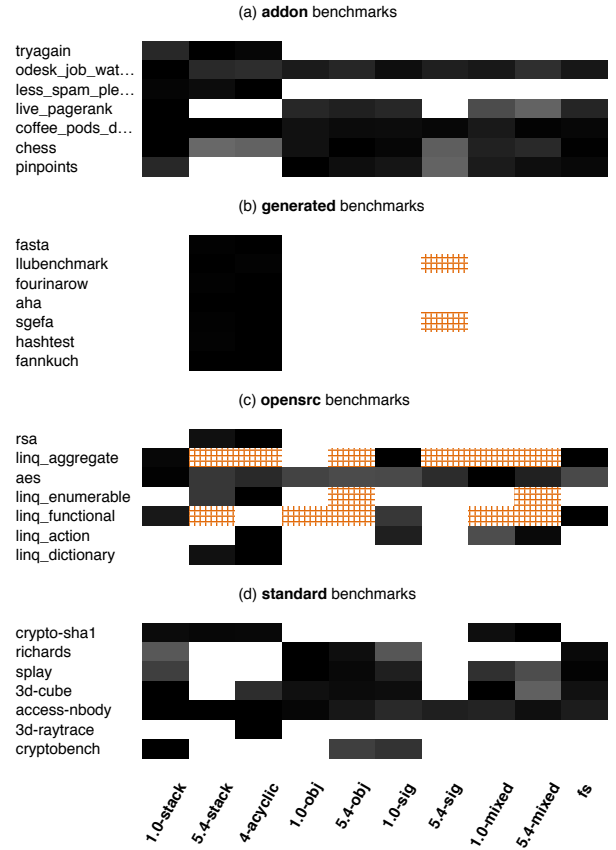 (a) addon benchmarks
tryagain
odesk_job_wat…
less_spam_ple…
live_pagerank
coffee_pods_d…
chess
pinpoints
(b) generated benchmarks
fasta
llubenchmark
fourinarow
aha
sgefa
hashtest
fannkuch
(c) opensrc benchmarks
rsa
linq_aggregate
aes
linq_enumerable
linq_functional
linq_action
linq_dictionary
(d) standard benchmarks
crypto-sha1
richards
splay
3d-cube
access-nbody
3d-raytrace
cryptobench
1.0-stack
5.4-stack
4-acyclic
1.0-obj
5.4-obj
1.0-sig
5.4-sig
1.0-mixed
5.4-mixed
fs